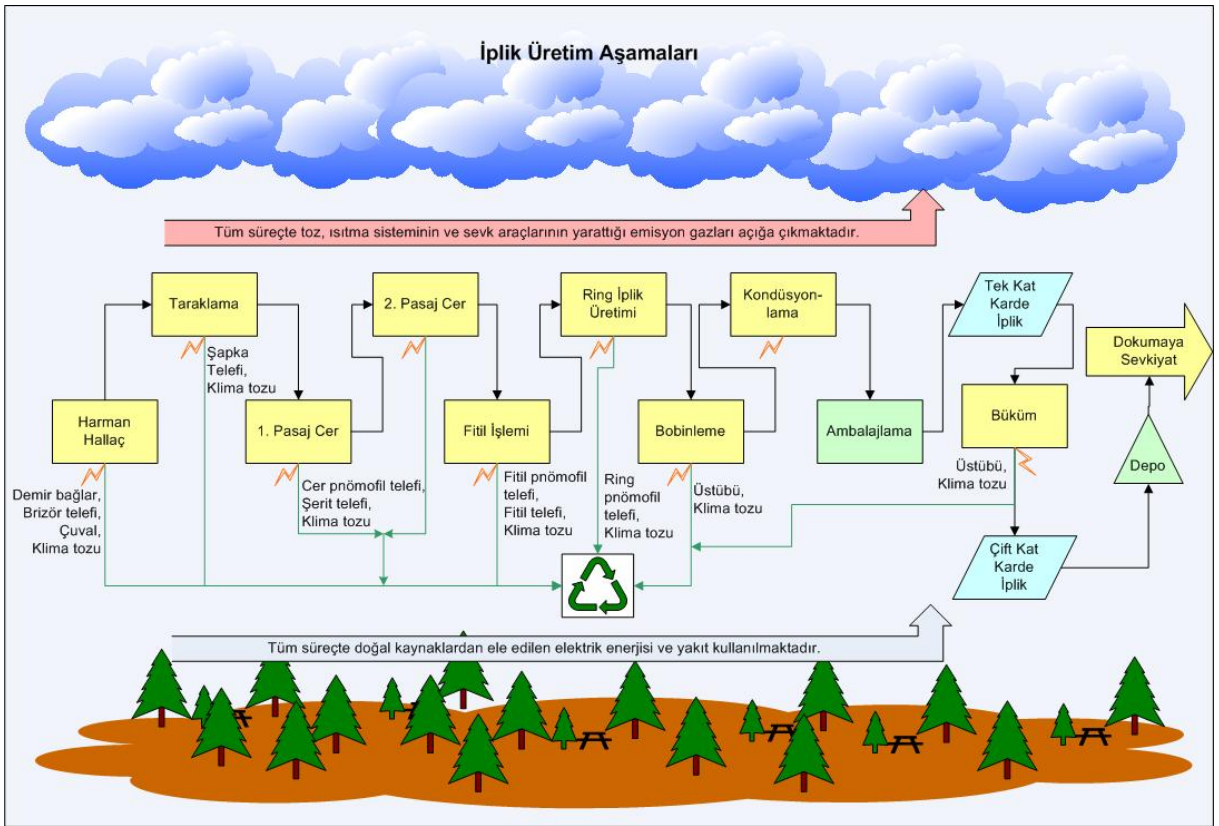 İplik Üretim Aşamaları
Tüm süreçte toz, ısıtma sisteminin ve sevk araçlarının yarattığı emisyon gazları açığa çıkmaktadır.
Taraklama
2. Pasaj Cer
Ring İplik
Üretimi
Kondüsyon-
lama
Tek Kat
Karde
İplik
Dokumaya
Sevkiyat
Şapka
Telefi,
Klima tozu
Harman
Hallaç
1. Pasaj Cer
Fitil İşlemi
Bobinleme
Ambalajlama
Büküm
Depo
Demir bağlar,
Brizör telefi,
Çuval,
Klima tozu
Cer pnömofil telefi,
Şerit telefi,
Klima tozu
Fitil pnömofil
telefi,
Fitil telefi,
Klima tozu
Ring
pnömofil
telefi,
Klima tozu
Üstübü,
Klima tozu
Üstübü,
Klima tozu
Çift Kat
Karde
İplik
Tüm süreçte doğal kaynaklardan ele edilen elektrik enerjisi ve yakıt kullanılmaktadır.